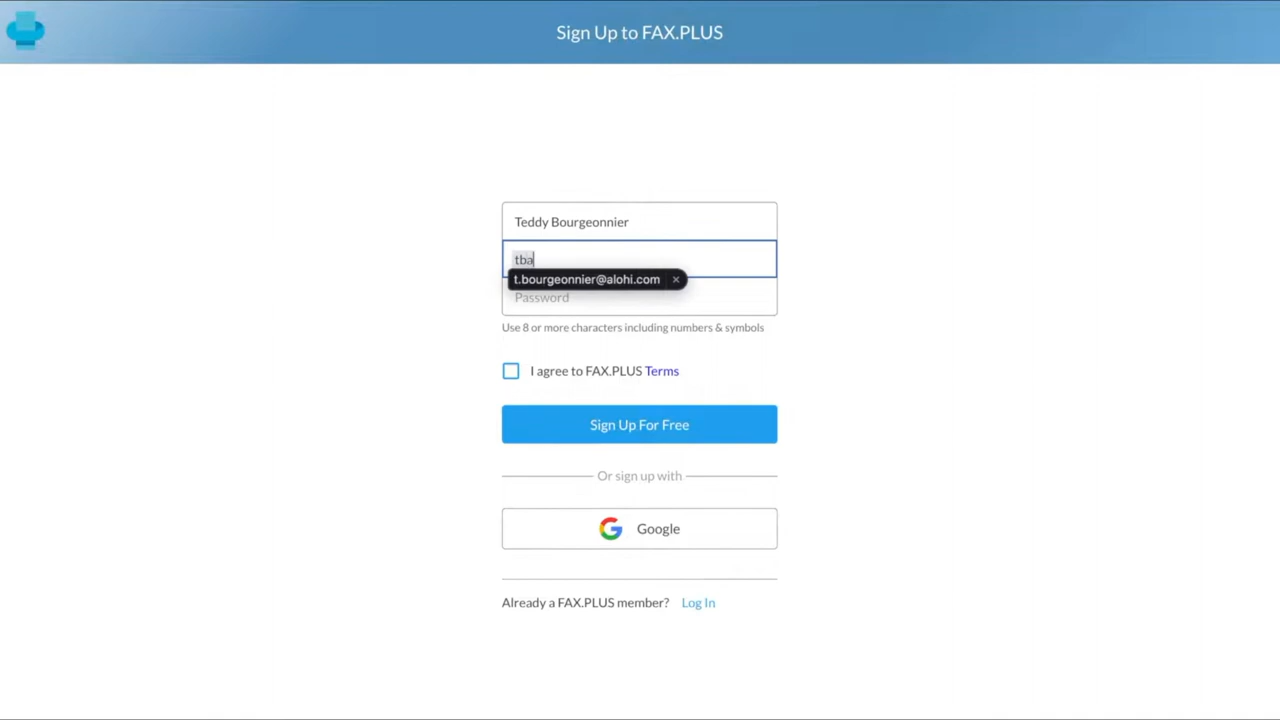 Sign Up to FAX.PLUS
Teddy Bourgeonnier
tba
t.bourgeonnier@alohi.com ×
Password
Use 8 or more characters including numbers & symbols
I agree to FAX.PLUS Terms
Sign Up For Free
Or sign up with
Google
Already a FAX.PLUS member? Log In